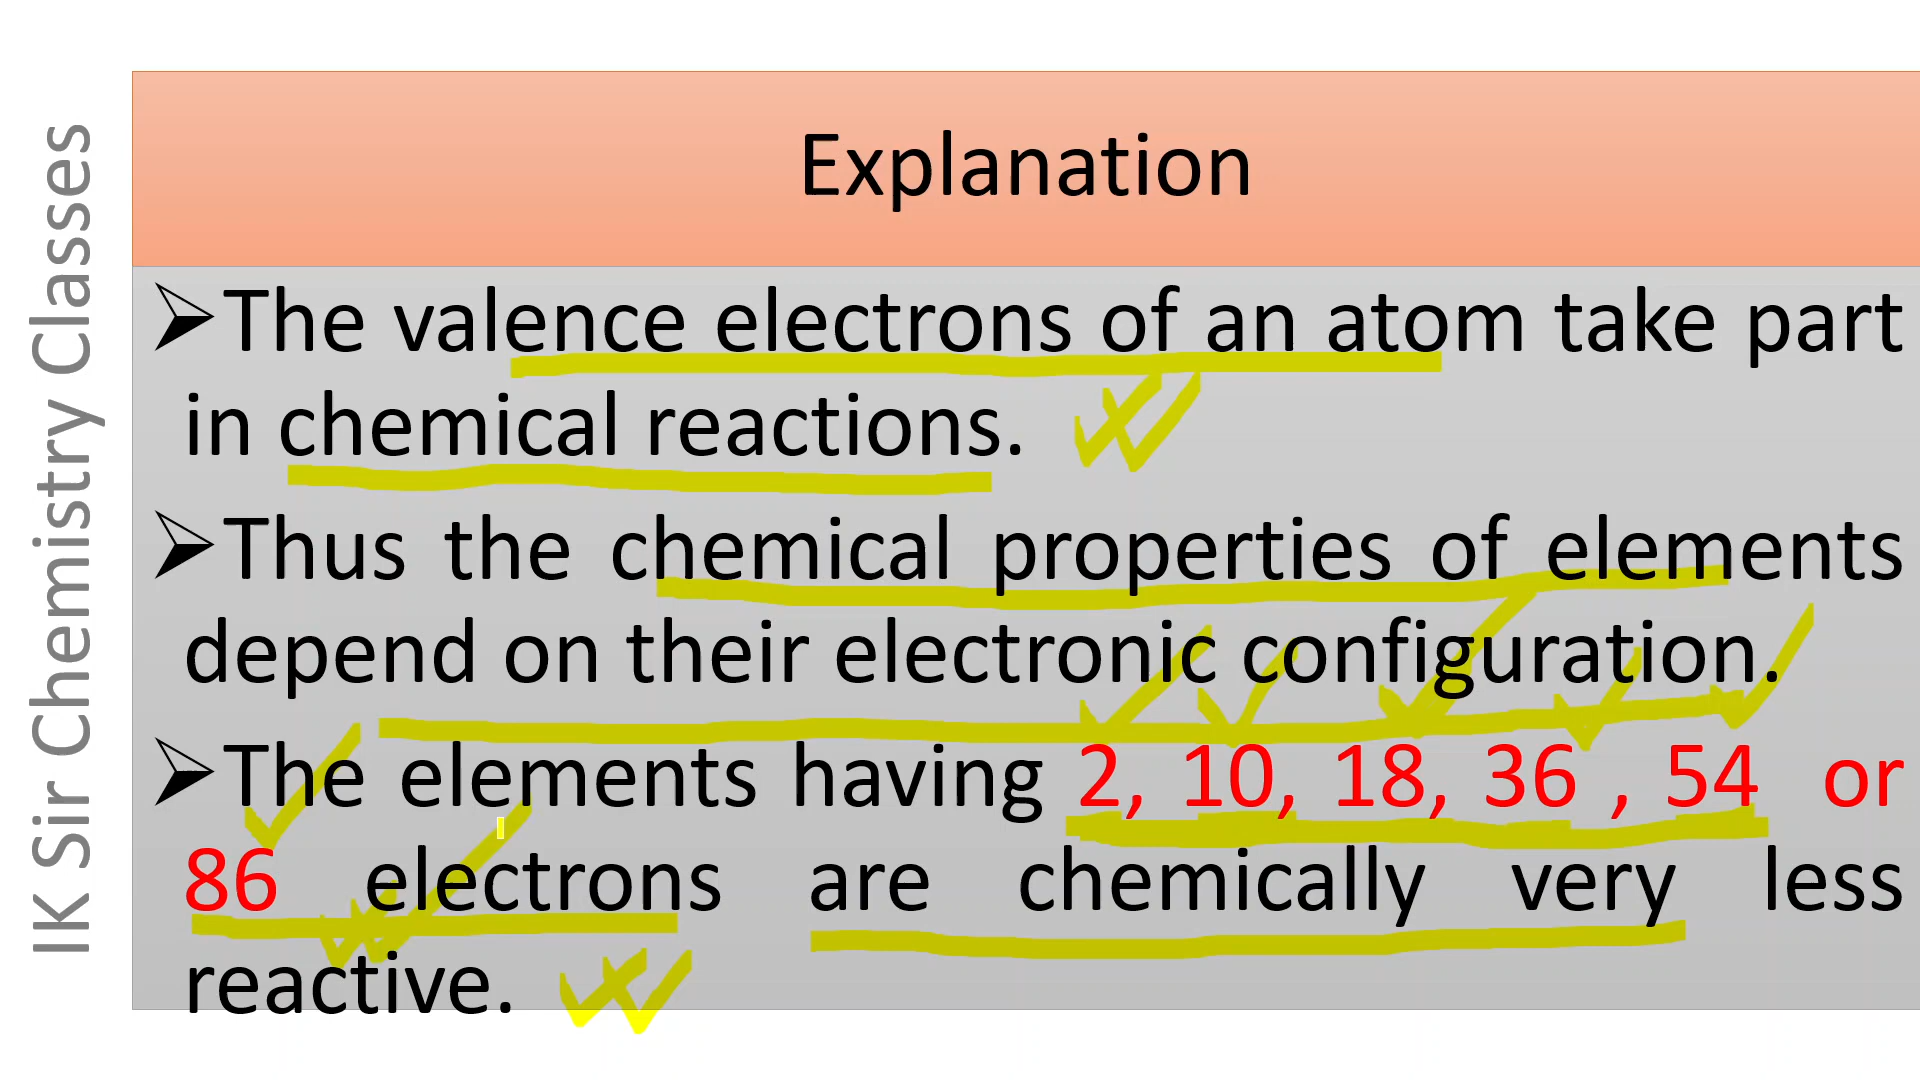 IK Sir Chemistry Classes
Explanation
➢The valence electrons of an atom take part
in chemical reactions.
➢Thus the chemical properties of elements
depend on their electronic configuration.
➢The elements having 2, 10, 18, 36 , 54 or
86 electrons are chemically very less
reactive.